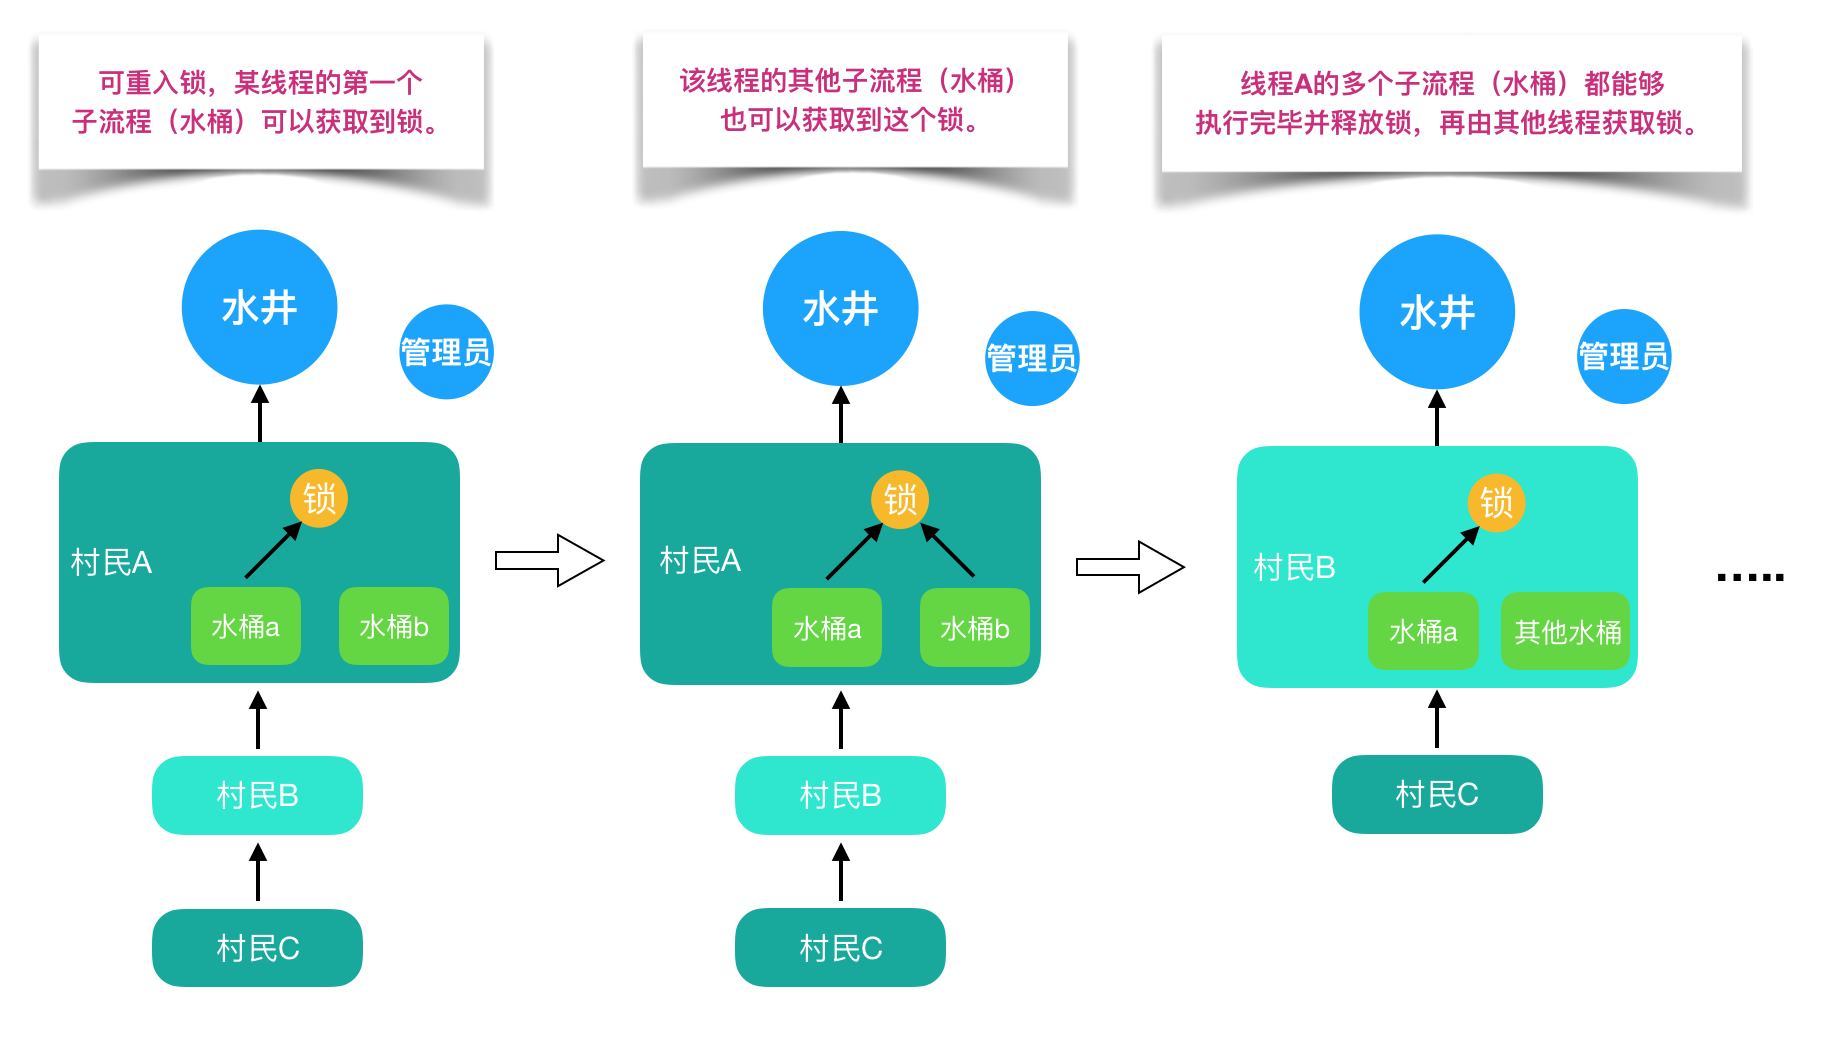 可重入锁，某线程的第一个
子流程（水桶）可以获取到锁。
水井
管理员
锁
村民A
水桶a
水桶b
村民B
村民C
该线程的其他子流程（水桶）
也可以获取到这个锁。
水井
管理员
锁
村民A
水桶a
水桶b
村民B
村民C
线程A的多个子流程（水桶）都能够
执行完毕并释放锁，再由其他线程获取锁。
水井
管理员
锁
村民B
水桶a
其他水桶
村民C
·····